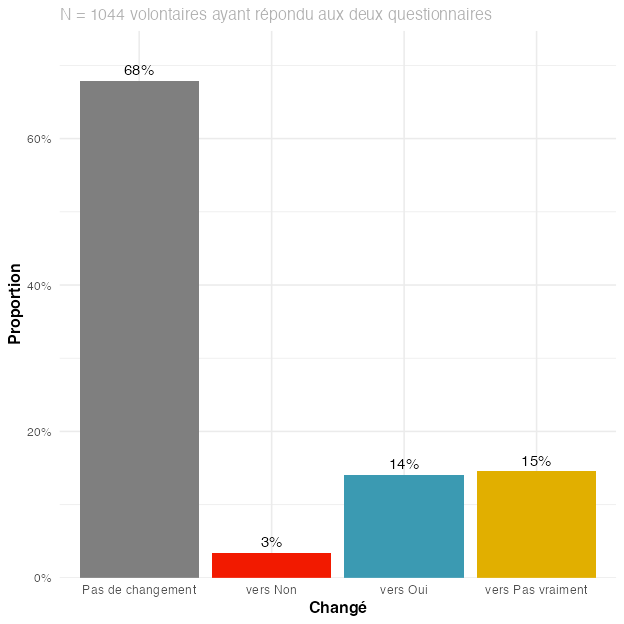 N = 1044 volontaires ayant répondu aux deux questionnaires
68%
60%
40%
20%
15%
14%
3%
0%
Proportion
Pas de changement
vers Non
vers Oui
vers Pas vraiment
Changé